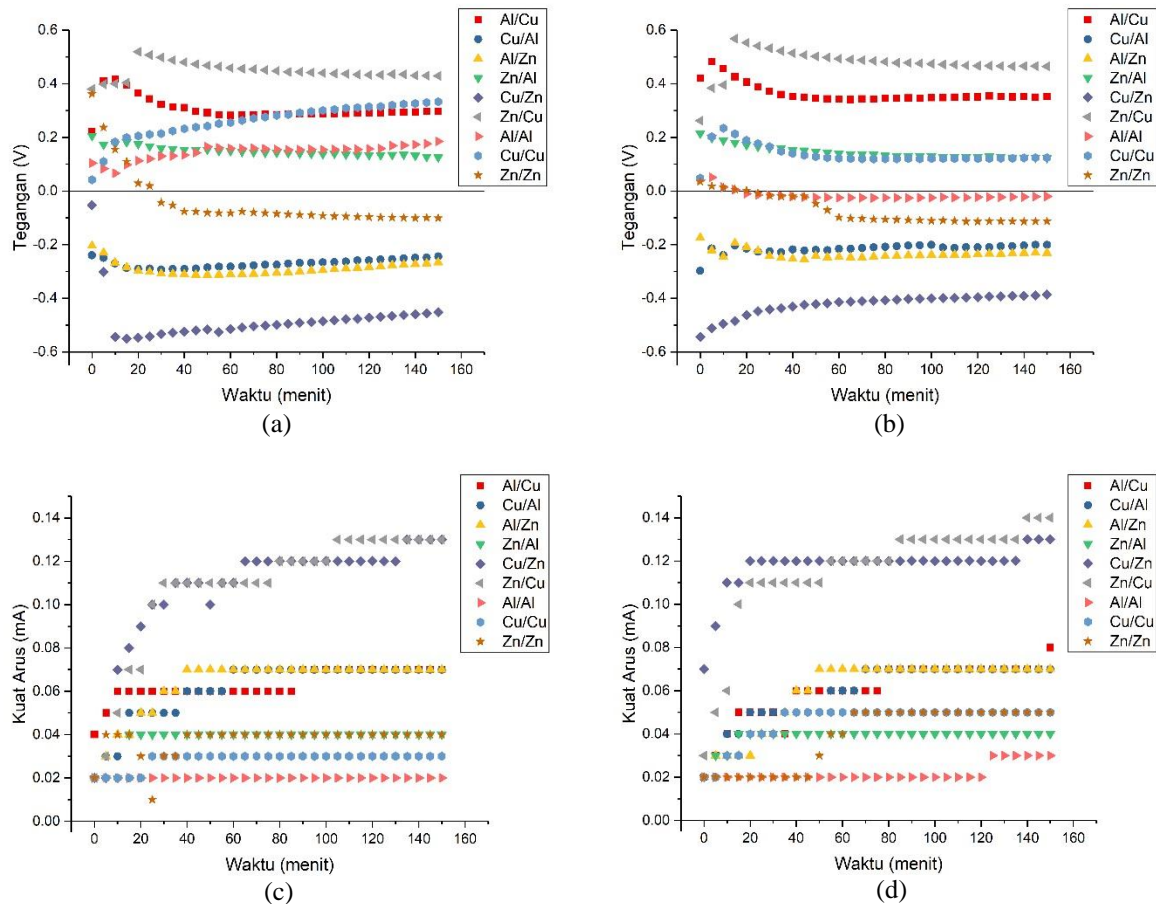 Tegangan (V)
0.6
0.4
0.2
0.0
-0.2
-0.4
-0.6
0 20 40 60 80 100 120 140 160
Waktu (menit)
Al/Cu
Cu/Al
Al/Zn
Zn/Al
Cu/Zn
Zn/Cu
Al/Al
Cu/Cu
Zn/Zn
(a)
Tegangan (V)
0.6
0.4
0.2
0.0
-0.2
-0.4
-0.6
0 20 40 60 80 100 120 140 160
Waktu (menit)
Al/Cu
Cu/Al
Al/Zn
Zn/Al
Cu/Zn
Zn/Cu
Al/Al
Cu/Cu
Zn/Zn
(b)
Kuat Arus (mA)
0.14
0.12
0.10
0.08
0.06
0.04
0.02
0.00
0 20 40 60 80 100 120 140 160
Waktu (menit)
Al/Cu
Cu/Al
Al/Zn
Zn/Al
Cu/Zn
Zn/Cu
Al/Al
Cu/Cu
Zn/Zn
(c)
Kuat Arus (mA)
0.14
0.12
0.10
0.08
0.06
0.04
0.02
0.00
0 20 40 60 80 100 120 140 160
Waktu (menit)
Al/Cu
Cu/Al
Al/Zn
Zn/Al
Cu/Zn
Zn/Cu
Al/Al
Cu/Cu
Zn/Zn
(d)